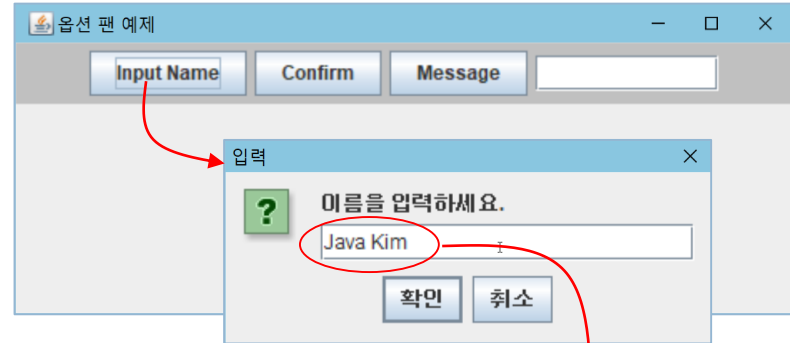 옵션 팬 예제
Input Name Confirm Message
입력
이름을 입력하세요.
Java Kim
확인 취소